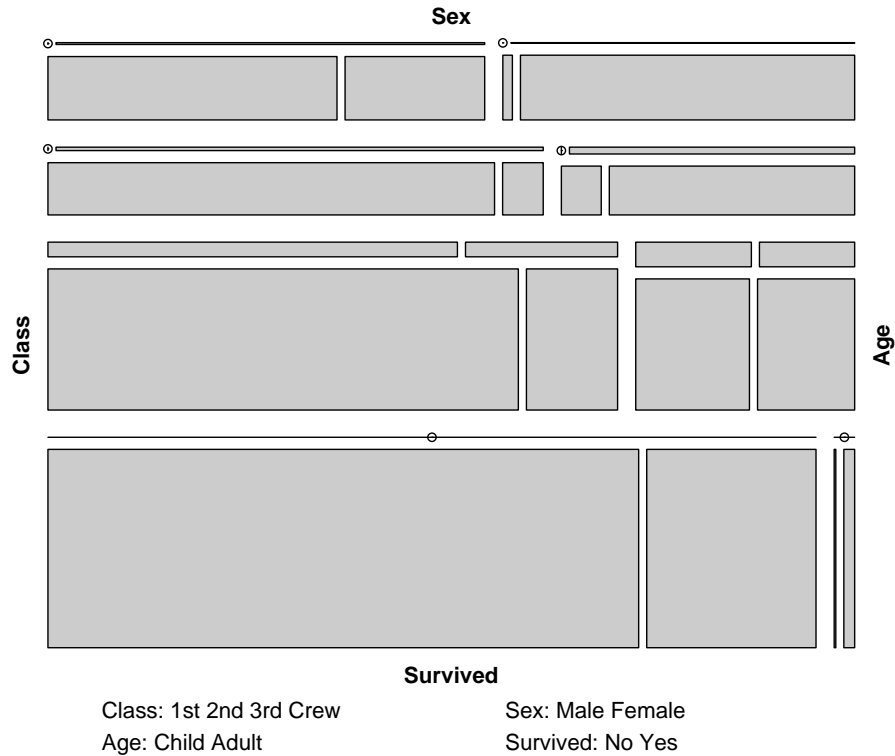 Sex
Class
Age
Survived
Class: 1st 2nd 3rd Crew
Sex: Male Female
Age: Child Adult
Survived: No Yes